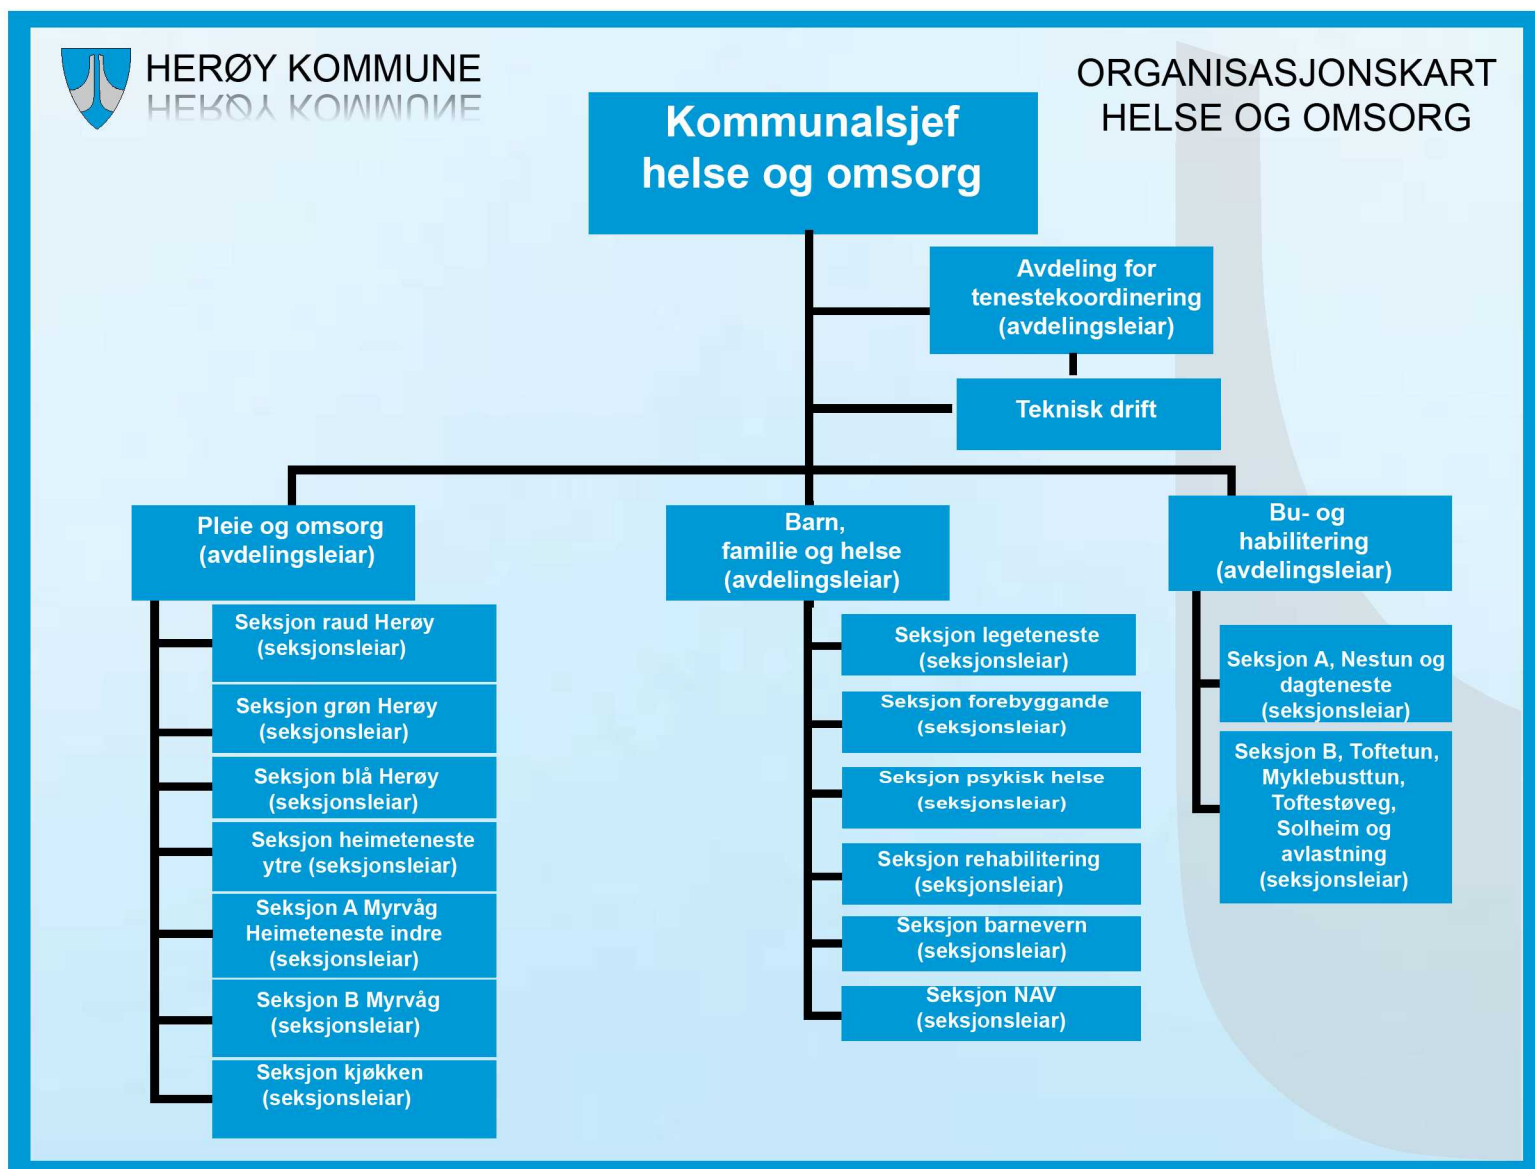 HERØY KOMMUNE
ORGANISASJONSKART
HELSE OG OMSORG
Kommunalsjef
helse og omsorg
Avdeling for
tenestekoordinering
(avdelingsleiar)
Teknisk drift
Pleie og omsorg
(avdelingsleiar)
Seksjon raud Herøy
(seksjonsleiar)
Seksjon grøn Herøy
(seksjonsleiar)
Seksjon blå Herøy
(seksjonsleiar)
Seksjon heimeteneste
ytre (seksjonsleiar)
Seksjon A Myrvåg
Heimeteneste indre
(seksjonsleiar)
Seksjon B Myrvåg
(seksjonsleiar)
Seksjon kjøkken
(seksjonsleiar)
Barn,
familie og helse
(avdelingsleiar)
Seksjon legeteneste
(seksjonsleiar)
Seksjon forebyggande
(seksjonsleiar)
Seksjon psykisk helse
(seksjonsleiar)
Seksjon rehabilitering
(seksjonsleiar)
Seksjon barnevern
(seksjonsleiar)
Seksjon NAV
(seksjonsleiar)
Bu- og
habilitering
(avdelingsleiar)
Seksjon A, Nestun og
dagteneste
(seksjonsleiar)
Seksjon B, Toftetun,
Myklebusttun,
Toftestøveg,
Solheim og
avlastning
(seksjonsleiar)